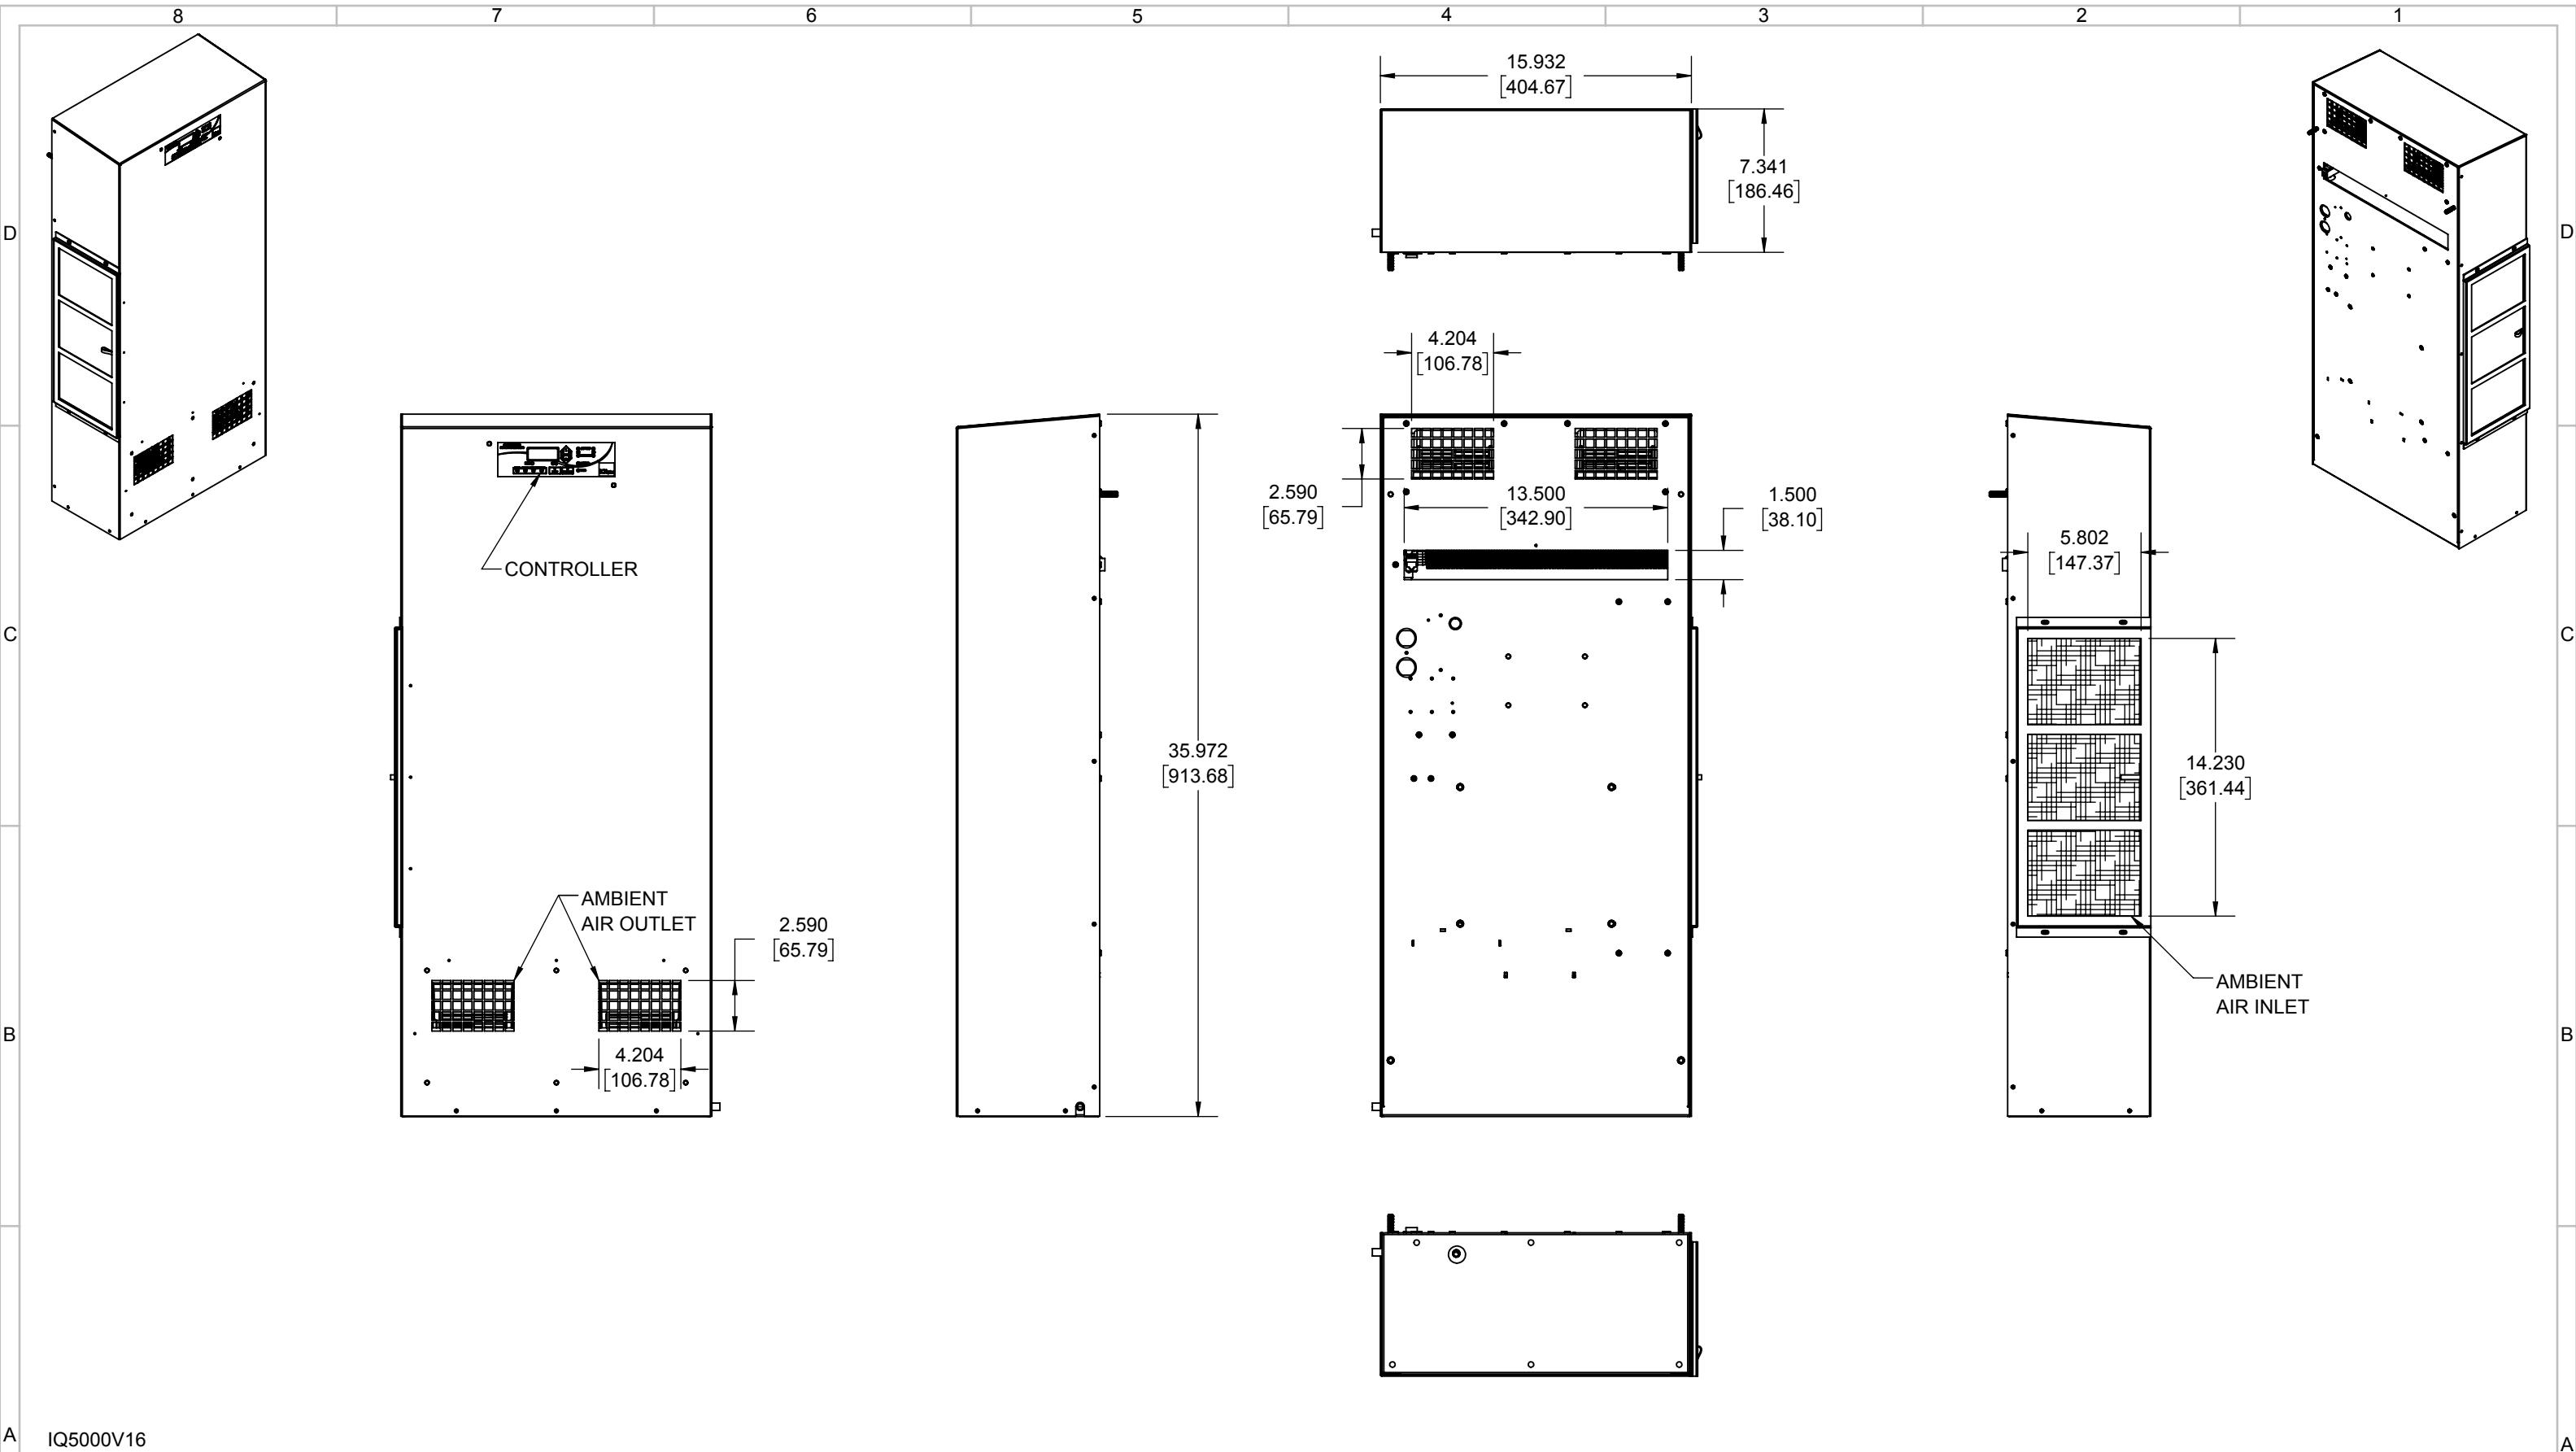 8 7 6 5 4 3 2 1
15.932
[404.67]
7.341
[186.46]
D D
4.204
[106.78]
2.590
[65.79]
13.500
[342.90]
1.500
[38.10]
5.802
[147.37]
CONTROLLER
C C
35.972
[913.68]
14.230
[361.44]
AMBIENT
AIR OUTLET
2.590
[65.79]
AMBIENT
AIR INLET
B B
4.204
[106.78]
A A
IQ5000V16